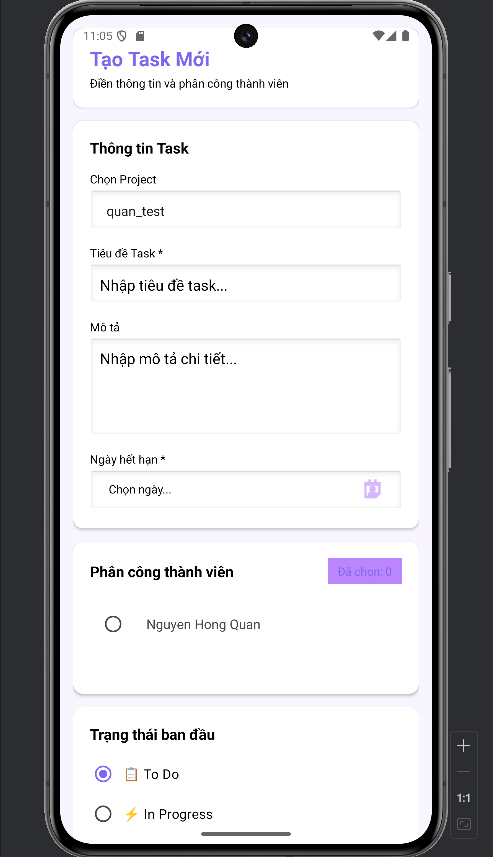 11:05
Tạo Task Mới
Điền thông tin và phân công thành viên
Thông tin Task
Chọn Project
quan_test
Tiêu đề Task *
Nhập tiêu đề task...
Mô tả
Nhập mô tả chi tiết...
Ngày hết hạn *
Chọn ngày...
Phân công thành viên
Đã chọn: 0
Nguyen Hong Quan
Trạng thái ban đầu
📋 To Do
⚡ In Progress
1:1